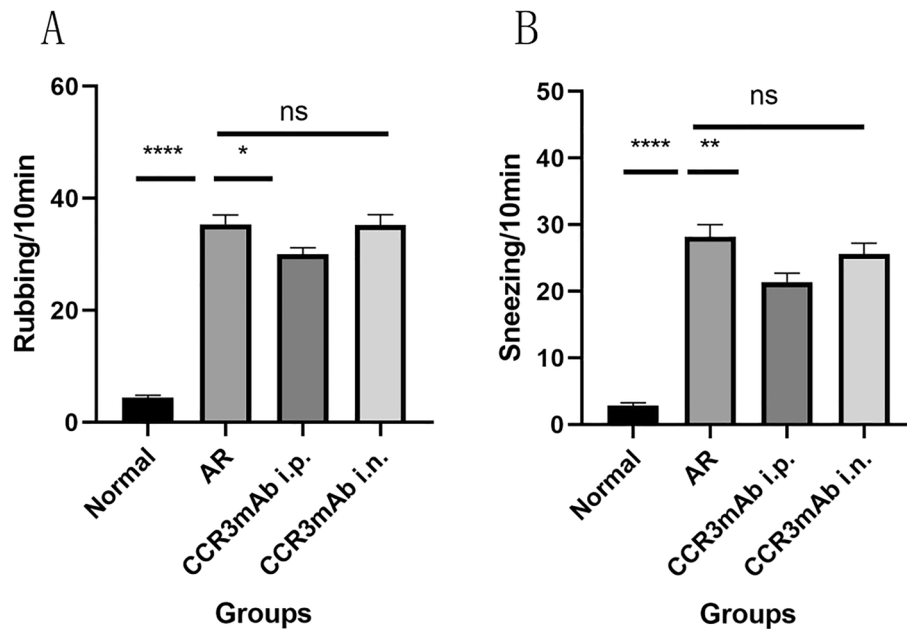 A
Rubbing/10min
60
40
20
0
ns
**** *
Normal
AR
CCR3mAb i.p.
CCR3mAb i.n.
Groups
B
Sneezing/10min
50
40
30
20
10
0
ns
**** **
Normal
AR
CCR3mAb i.p.
CCR3mAb i.n.
Groups